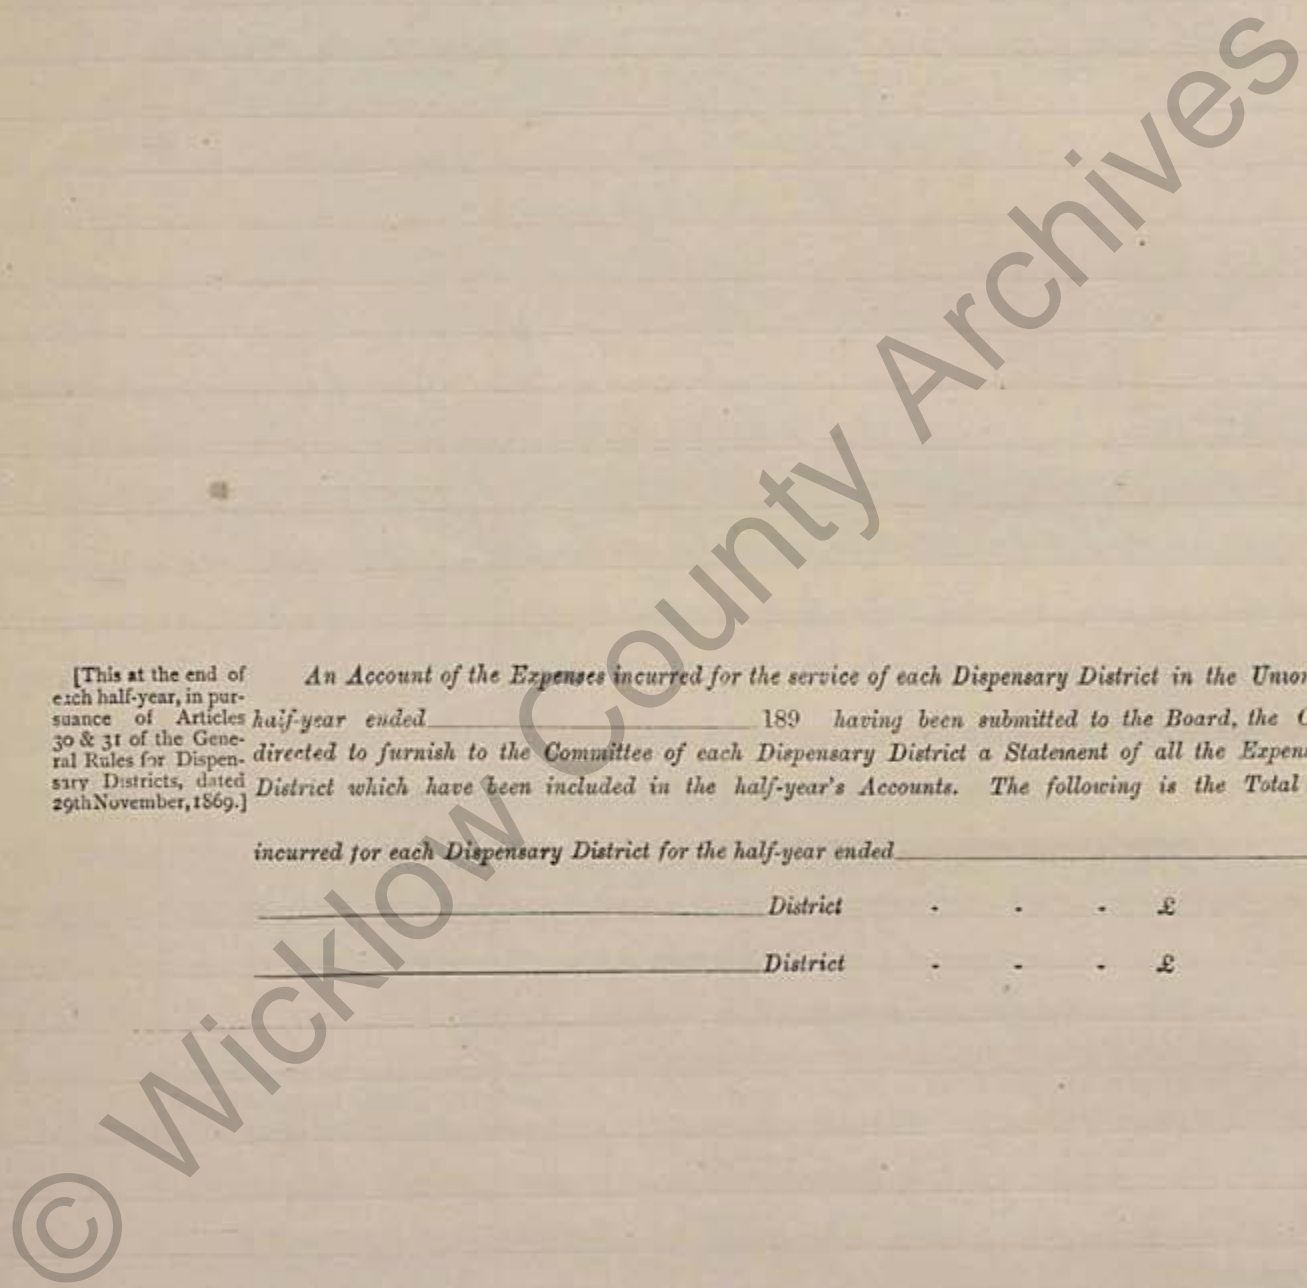 [This at the end of
each half-year, in pur-
suance of Articles
30 & 31 of the Gene-
ral Rules for Dispen-
sary Districts, dated
29th November, 1869.]
An Account of the Expenses incurred for the service of each Dispensary District in the Union
half-year ended 189 having been submitted to the Board, the C
directed to furnish to the Committee of each Dispensary District a Statement of all the Expen
District which have been included in the half-year's Accounts. The following is the Total
incurred for each Dispensary District for the half-year ended
District - - - £
District - - - £
© Wicklow County Archives